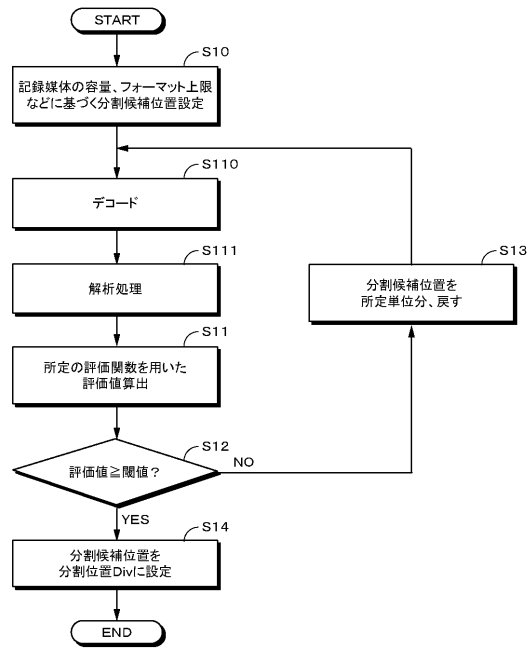 START
S10
記録媒体の容量、フォーマット上限
などに基づく分割候補位置設定
S110
デコード
S111
解析処理
S13
分割候補位置を
所定単位分、戻す
S11
所定の評価関数を用いた
評価値算出
S12
評価値≧閾値?
NO
YES
S14
分割候補位置を
分割位置Divに設定
END